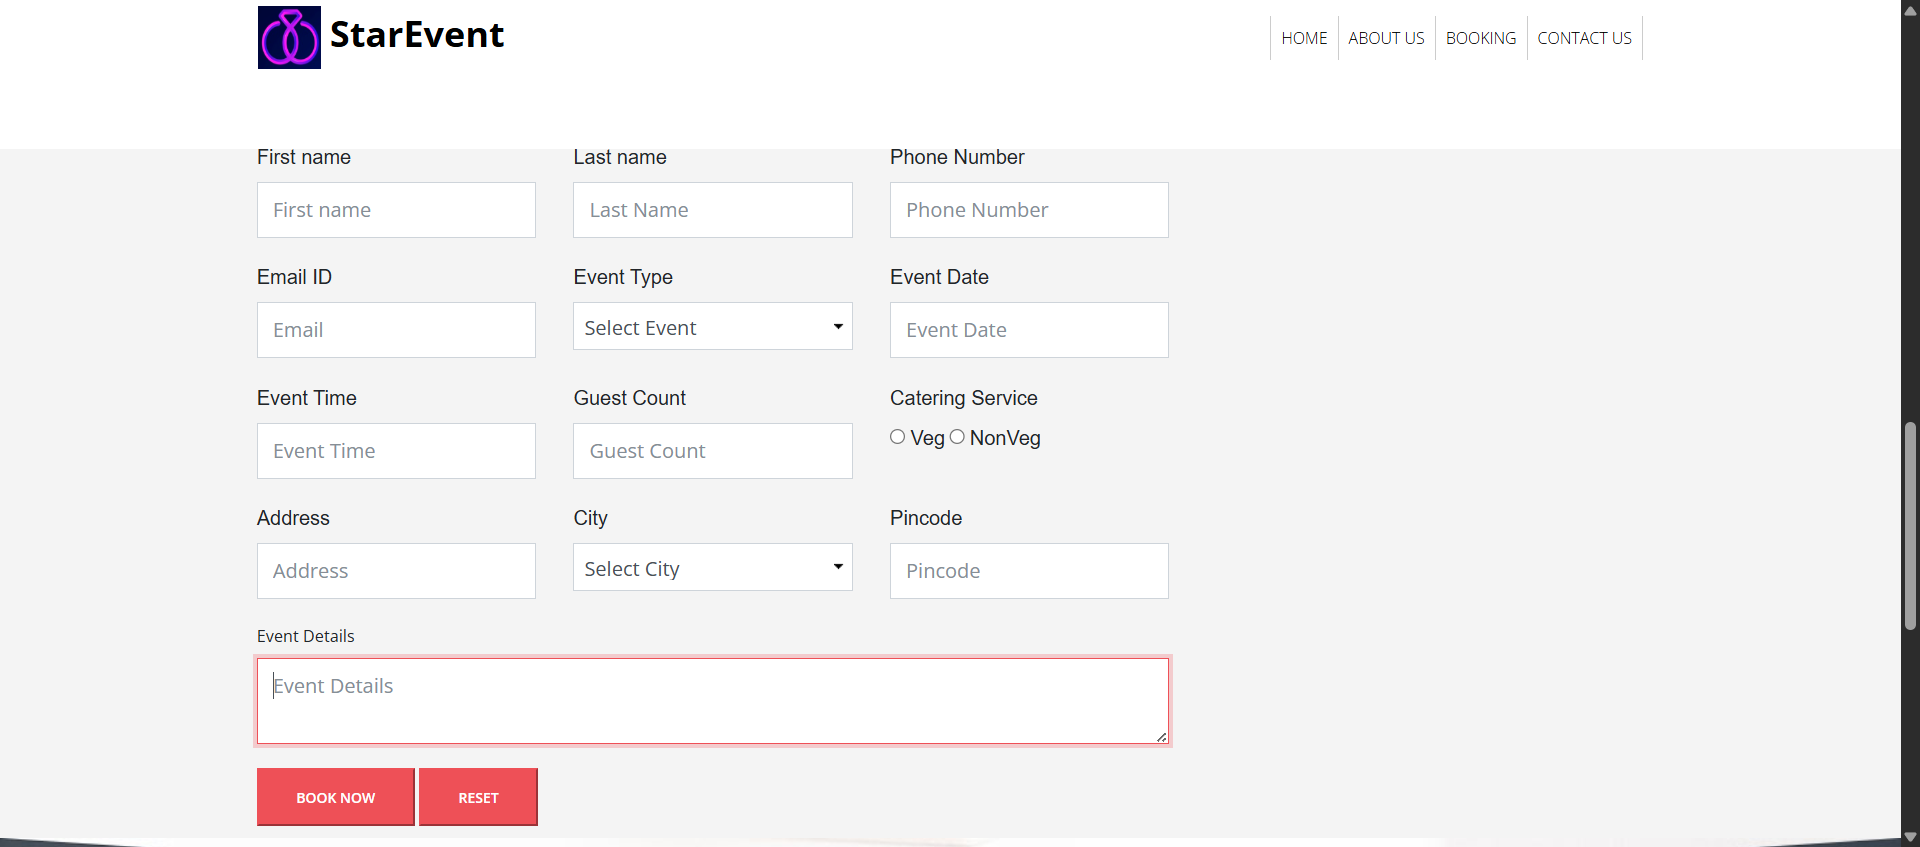 StarEvent
HOME ABOUT US BOOKING CONTACT US
First name Last name Phone Number
First name Last Name Phone Number
Email ID Event Type Event Date
Email Select Event Event Date
Event Time Guest Count Catering Service
Event Time Guest Count Veg NonVeg
Address City Pincode
Address Select City Pincode
Event Details
Event Details
BOOK NOW RESET